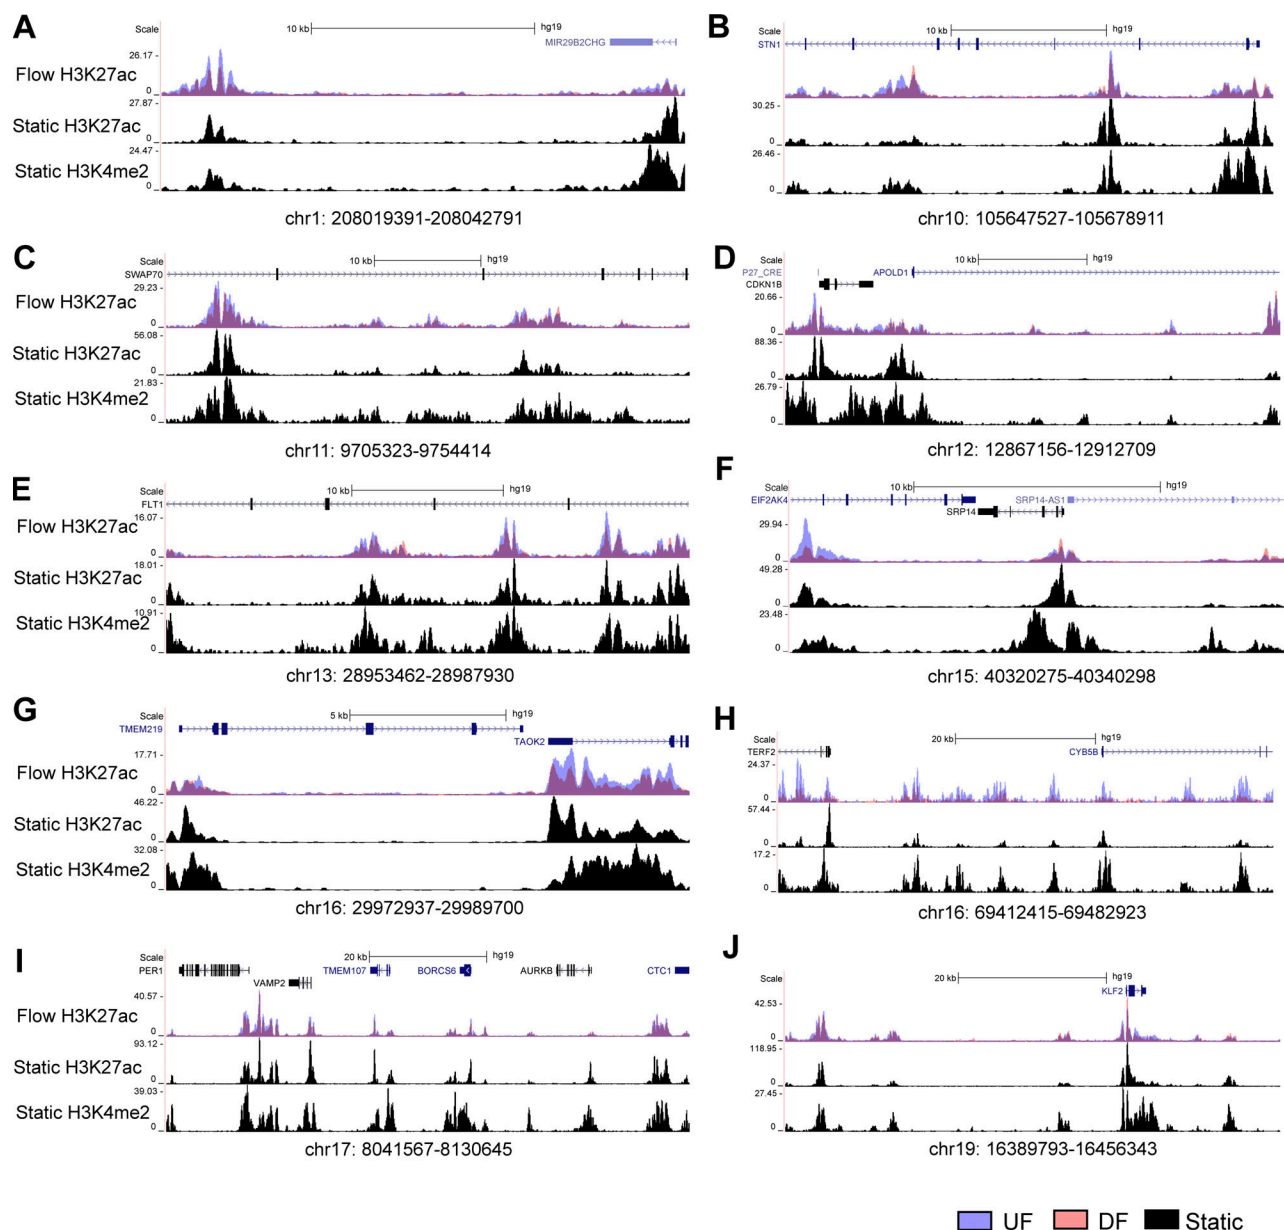 A
Scale 10 kb hg19
MIR29B2CHG
26.17 -
Flow H3K27ac
0 -
27.87 -
Static H3K27ac
0 -
24.47 -
Static H3K4me2
0 -
chr1: 208019391-208042791
B
Scale 10 kb hg19
STN1
30.25 -
0 -
26.46 -
0 -
chr10: 105647527-105678911
C
Scale 10 kb hg19
SWAP70
29.23 -
Flow H3K27ac
0 -
56.08 -
Static H3K27ac
0 -
21.83 -
Static H3K4me2
0 -
chr11: 9705323-9754414
D
Scale 10 kb hg19
P27_CRE APOLD1
CDKN1B
20.66 -
0 -
88.36 -
0 -
26.79 -
0 -
chr12: 12867156-12912709
E
Scale 10 kb hg19
FLT1
16.07 -
Flow H3K27ac
0 -
18.01 -
Static H3K27ac
0 -
10.91 -
Static H3K4me2
0 -
chr13: 28953462-28987930
F
Scale 10 kb hg19
EIF2AK4 SRP14-AS1
SRP14
29.94 -
0 -
49.28 -
0 -
23.48 -
0 -
chr15: 40320275-40340298
G
Scale 5 kb hg19
TMEM219
TAOK2
17.71 -
Flow H3K27ac
0 -
46.22 -
Static H3K27ac
0 -
32.08 -
Static H3K4me2
0 -
chr16: 29972937-29989700
H
Scale 20 kb hg19
TERF2 CYB5B
24.37 -
0 -
57.44 -
0 -
17.2 -
0 -
chr16: 69412415-69482923
I
Scale 20 kb hg19
PER1 TMEM107 BORCS6 AURKB CTC1
VAMP2
40.57 -
Flow H3K27ac
0 -
93.12 -
Static H3K27ac
0 -
39.03 -
Static H3K4me2
0 -
chr17: 8041567-8130645
J
Scale 20 kb hg19
KLF2
42.53 -
0 -
118.95 -
0 -
27.45 -
0 -
chr19: 16389793-16456343
UF DF Static